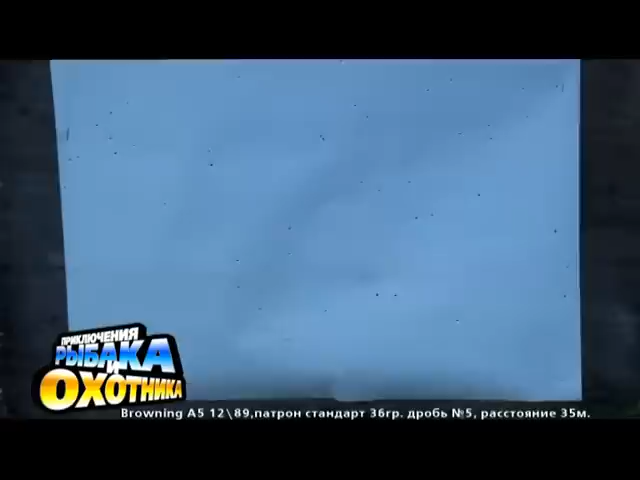 ПРИКЛЮЧЕНИЯ
РЫБАКА
И
ОХОТНИКА
Browning A5 12\89,патрон стандарт 36гр. дробь №5, расстояние 35м.